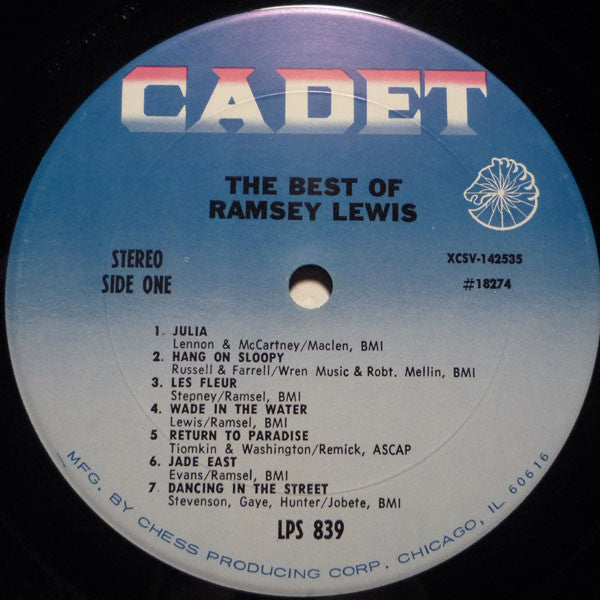 CADET
THE BEST OF
RAMSEY LEWIS
STEREO
SIDE ONE
XCSV-142535
#18274
1. JULIA
Lennon & McCartney/Maclen, BMI
2. HANG ON SLOOPY
Russell & Farrell/Wren Music & Robt. Mellin, BMI
3. LES FLEUR
Stepney/Ramsel, BMI
4. WADE IN THE WATER
Lewis/Ramsel, BMI
5 RETURN TO PARADISE
Tiomkin & Washington/Remick, ASCAP
6. JADE EAST
Evans/Ramsel, BMI
7. DANCING IN THE STREET
Stevenson, Gaye, Hunter/Jobete, BMI
LPS 839
MFG. BY CHESS PRODUCING CORP. CHICAGO, IL 60616